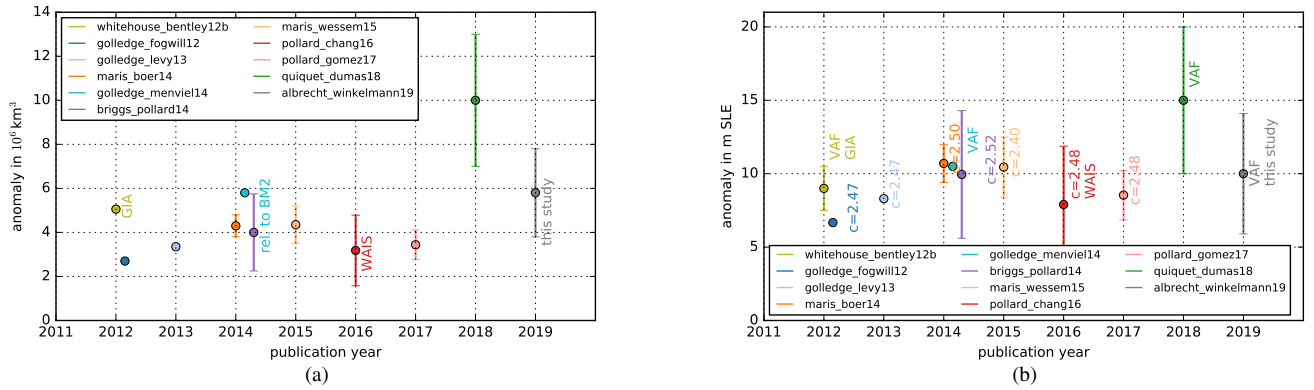 14
12
10
8
6
4
2
0
anomaly in 10⁶ km³
whitehouse_bentley12b
golledge_fogwill12
golledge_levy13
maris_boer14
golledge_menviel14
briggs_pollard14
maris_wessem15
pollard_chang16
pollard_gomez17
quiquet_dumas18
albrecht_winkelmann19
GIA
rel. to BM2
WAIS
this study
2011 2012 2013 2014 2015 2016 2017 2018 2019
publication year
(a)
20
15
10
5
0
anomaly in m SLE
VAF
GIA
c=2.47
c=2.47
c=2.50
VAF
c=2.52
c=2.40
c=2.48
WAIS
c=2.48
VAF
VAF
this study
whitehouse_bentley12b
golledge_fogwill12
golledge_levy13
maris_boer14
golledge_menviel14
briggs_pollard14
maris_wessem15
pollard_chang16
pollard_gomez17
quiquet_dumas18
albrecht_winkelmann19
2011 2012 2013 2014 2015 2016 2017 2018 2019
publication year
(b)